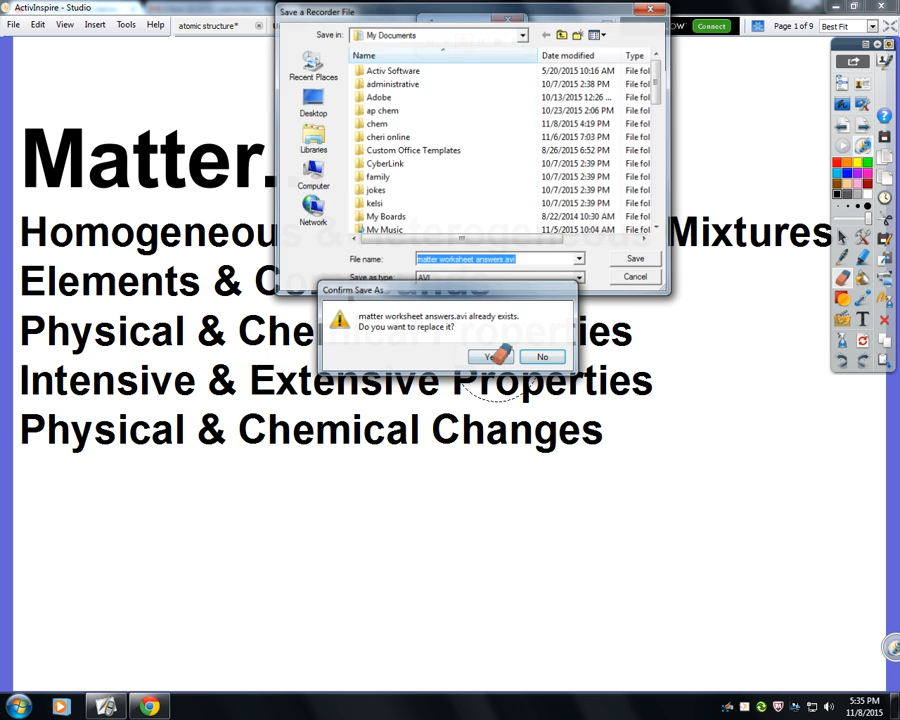 ActivInspire - Studio
File Edit View Insert Tools Help
atomic structure*
Connect
Page 1 of 9
Best Fit
Save a Recorder File
Save in:
My Documents
Name Date modified Type
Recent Places
Desktop
Libraries
Computer
Network
Activ Software 5/20/2015 10:16 AM File fol
administrative 10/7/2015 2:38 PM File fol
Adobe 10/13/2015 12:26 ... File fol
ap chem 10/23/2015 2:06 PM File fol
chem 11/8/2015 4:19 PM File fol
cheri online 11/6/2015 7:03 PM File fol
Custom Office Templates 8/26/2015 6:52 PM File fol
CyberLink 10/7/2015 2:39 PM File fol
family 10/7/2015 2:39 PM File fol
jokes 10/7/2015 2:39 PM File fol
kelsi 10/7/2015 2:39 PM File fol
My Boards 8/22/2014 10:30 AM File fol
My Music 11/5/2015 10:04 AM File fol
File name:
matter worksheet answers.avi
Save
Save as type:
AVI
Cancel
Confirm Save As
matter worksheet answers.avi already exists.
Do you want to replace it?
No
Matter.
Homogeneous & Heterogeneous Mixtures
Elements & Compounds
Physical & Chemical Properties
Intensive & Extensive Properties
Physical & Chemical Changes
5:35 PM
11/8/2015